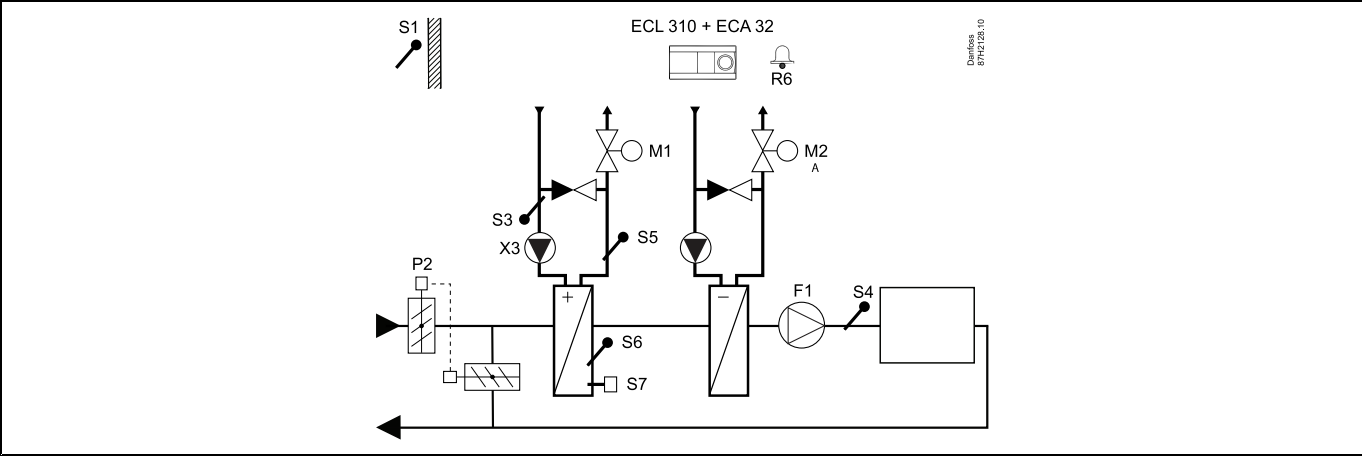 S1
ECL 310 + ECA 32
R6
Danfoss
87H2128.10
M1
M2
A
S3
X3
S5
P2
+
−
F1
S4
S6
S7